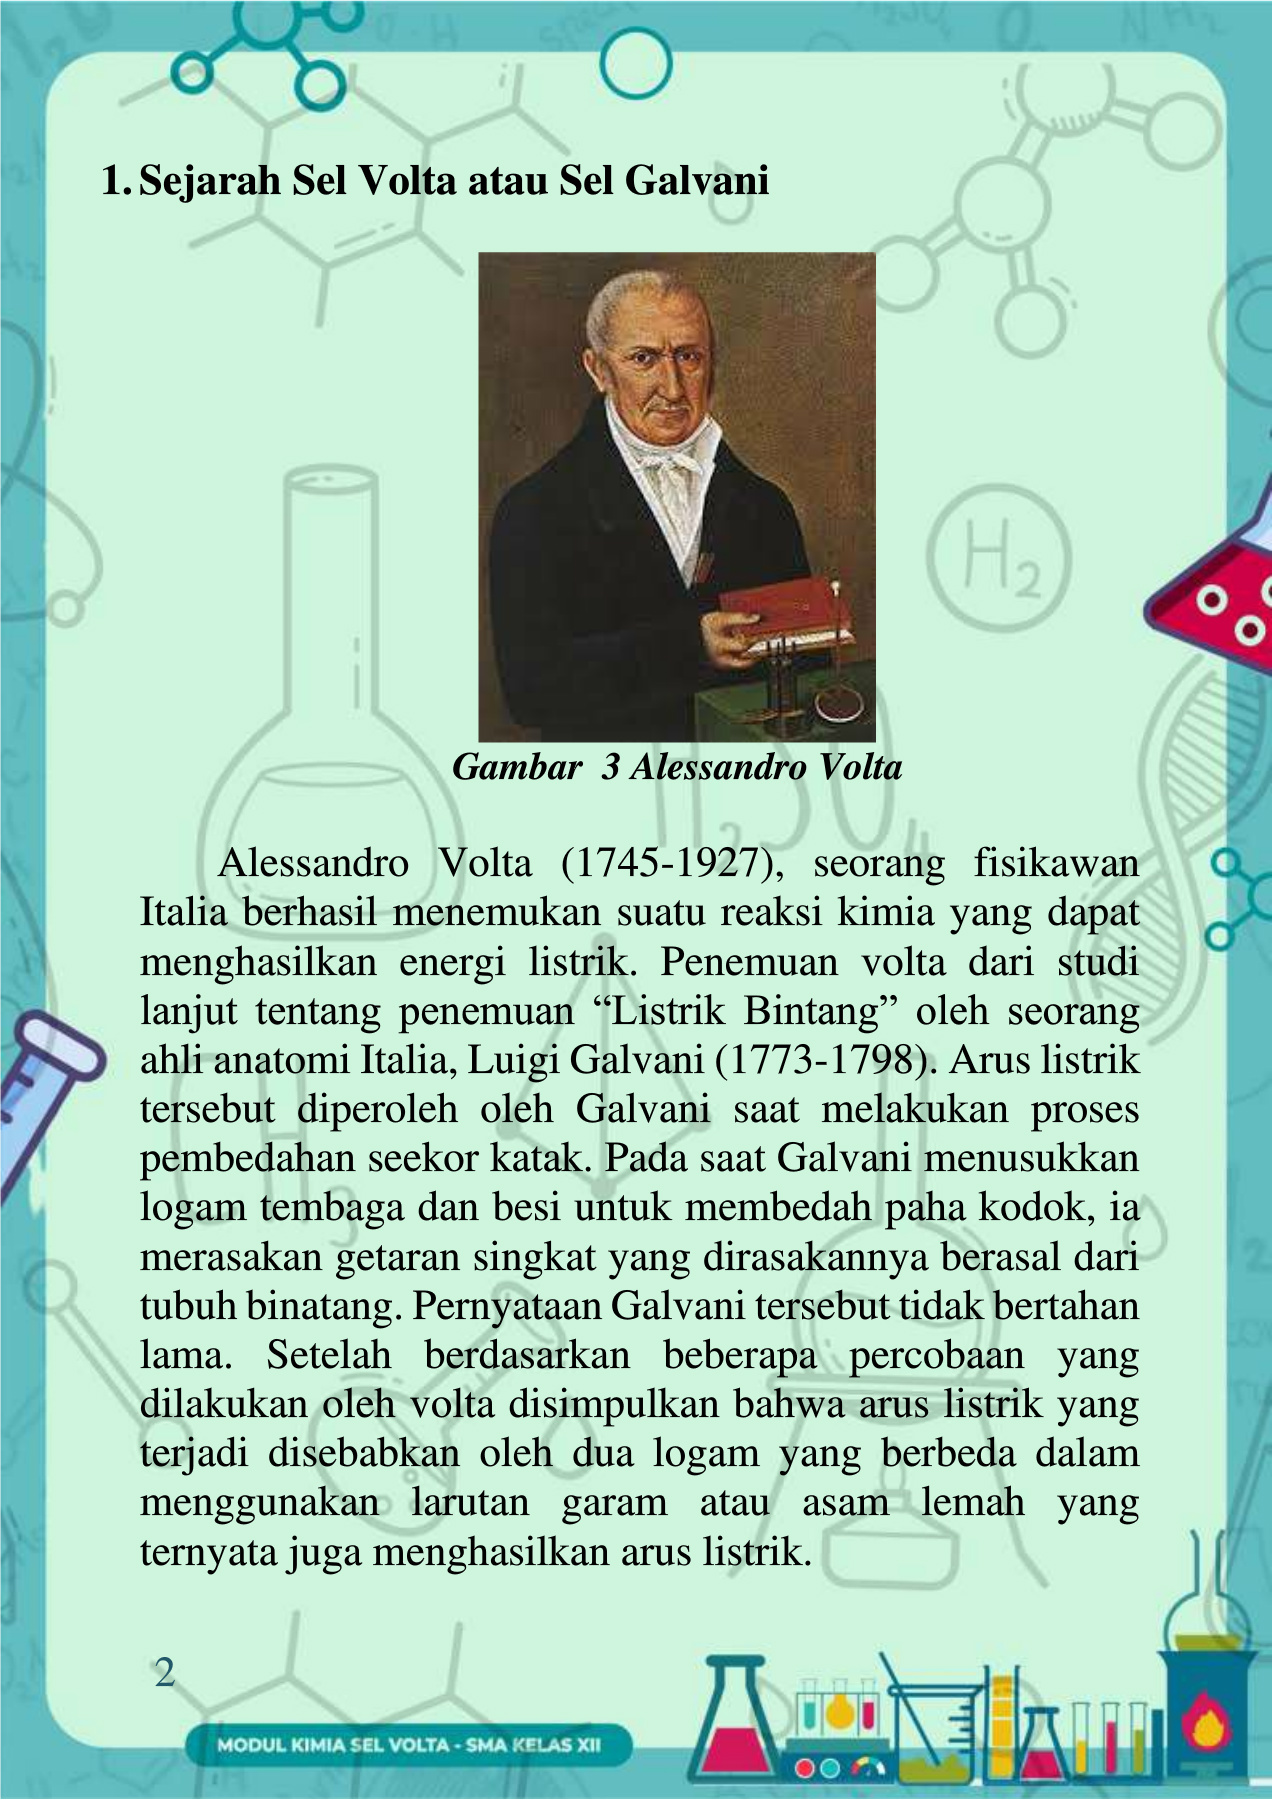 1. Sejarah Sel Volta atau Sel Galvani
H2
Gambar 3 Alessandro Volta
Alessandro Volta (1745-1927), seorang fisikawan
Italia berhasil menemukan suatu reaksi kimia yang dapat
menghasilkan energi listrik. Penemuan volta dari studi
lanjut tentang penemuan “Listrik Bintang” oleh seorang
ahli anatomi Italia, Luigi Galvani (1773-1798). Arus listrik
tersebut diperoleh oleh Galvani saat melakukan proses
pembedahan seekor katak. Pada saat Galvani menusukkan
logam tembaga dan besi untuk membedah paha kodok, ia
merasakan getaran singkat yang dirasakannya berasal dari
tubuh binatang. Pernyataan Galvani tersebut tidak bertahan
lama. Setelah berdasarkan beberapa percobaan yang
dilakukan oleh volta disimpulkan bahwa arus listrik yang
terjadi disebabkan oleh dua logam yang berbeda dalam
menggunakan larutan garam atau asam lemah yang
ternyata juga menghasilkan arus listrik.
2
MODUL KIMIA SEL VOLTA - SMA KELAS XII